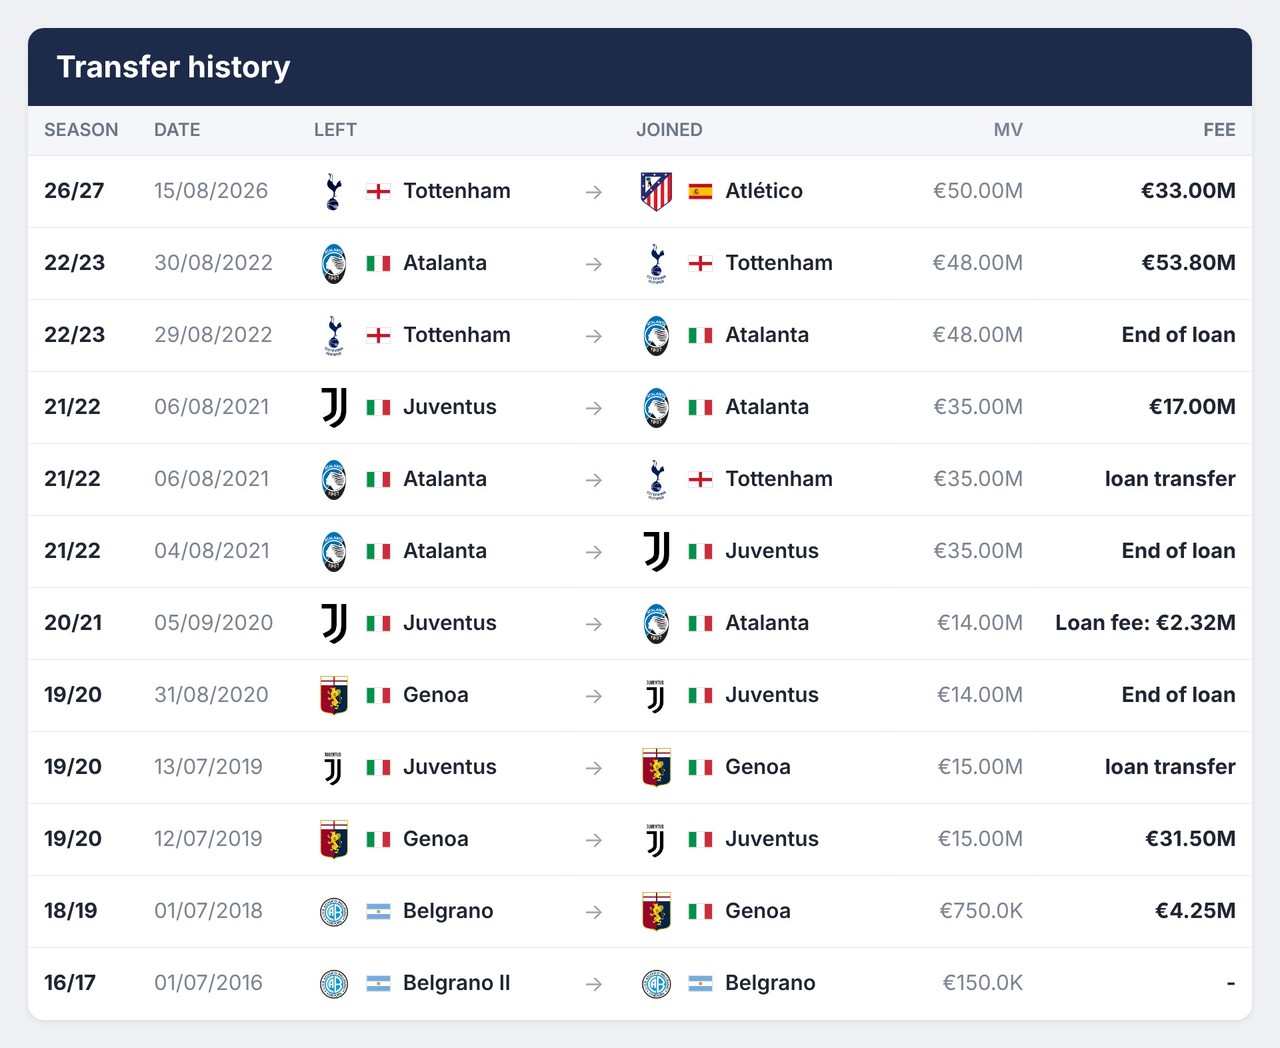 Transfer history
SEASON DATE LEFT JOINED MV FEE
26/27 15/08/2026 Tottenham → Atlético €50.00M €33.00M
22/23 30/08/2022 Atalanta → Tottenham €48.00M €53.80M
22/23 29/08/2022 Tottenham → Atalanta €48.00M End of loan
21/22 06/08/2021 Juventus → Atalanta €35.00M €17.00M
21/22 06/08/2021 Atalanta → Tottenham €35.00M loan transfer
21/22 04/08/2021 Atalanta → Juventus €35.00M End of loan
20/21 05/09/2020 Juventus → Atalanta €14.00M Loan fee: €2.32M
19/20 31/08/2020 Genoa → Juventus €14.00M End of loan
19/20 13/07/2019 Juventus → Genoa €15.00M loan transfer
19/20 12/07/2019 Genoa → Juventus €15.00M €31.50M
18/19 01/07/2018 Belgrano → Genoa €750.0K €4.25M
16/17 01/07/2016 Belgrano II → Belgrano €150.0K -